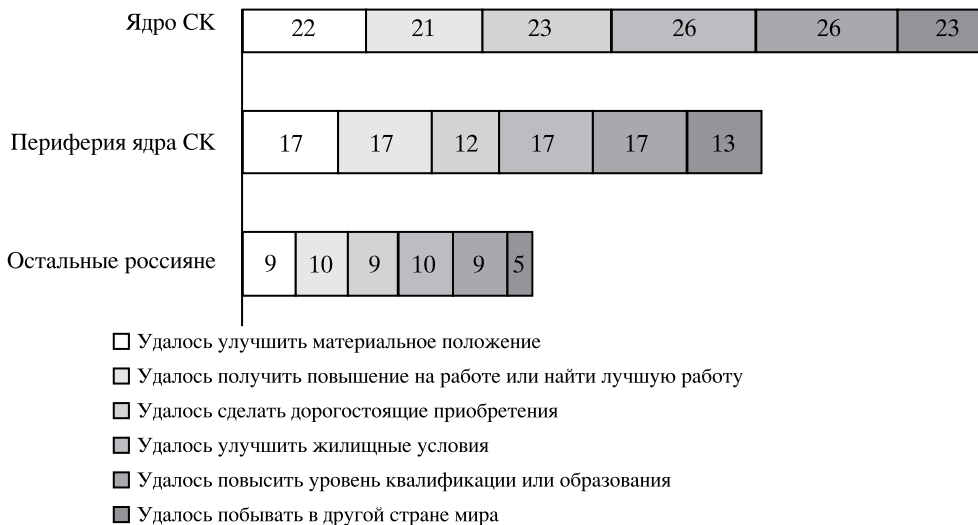 Ядро СК 22 21 23 26 26 23
Периферия ядра СК 17 17 12 17 17 13
Остальные россияне 9 10 9 10 9 5
Удалось улучшить материальное положение
Удалось получить повышение на работе или найти лучшую работу
Удалось сделать дорогостоящие приобретения
Удалось улучшить жилищные условия
Удалось повысить уровень квалификации или образования
Удалось побывать в другой стране мира